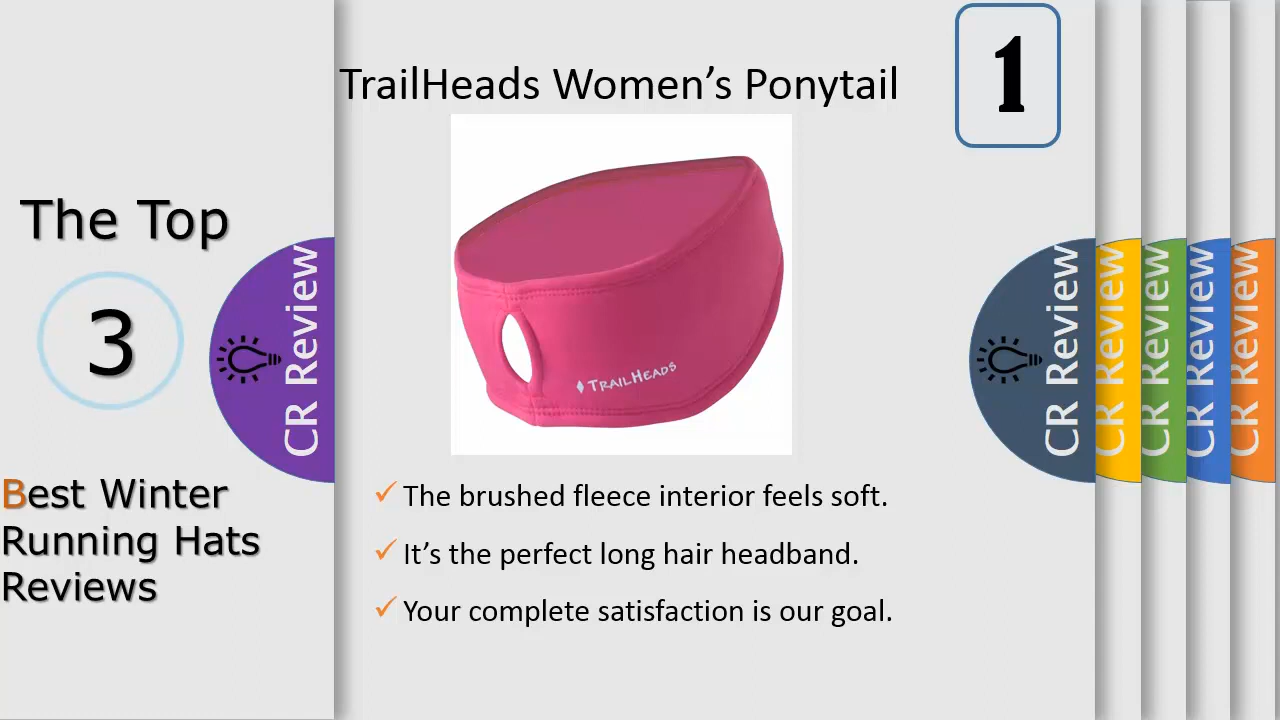 The Top
3
Best Winter
Running Hats
Reviews
CR Review
TrailHeads Women’s Ponytail
1
TRAILHEADS
The brushed fleece interior feels soft.
It’s the perfect long hair headband.
Your complete satisfaction is our goal.
CR Review
CR Review
CR Review
CR Review
CR Review